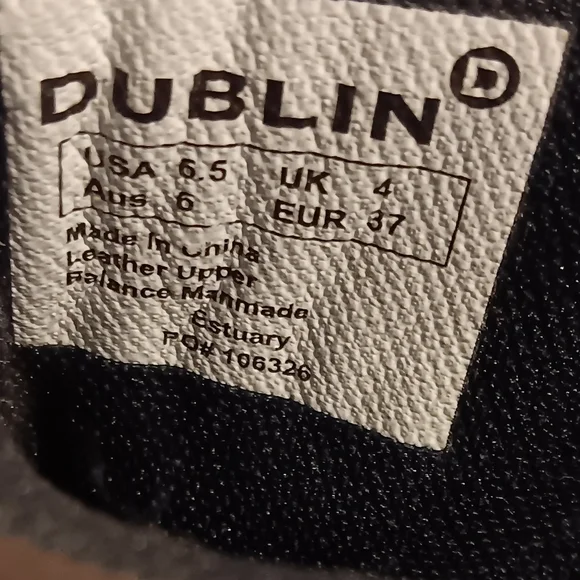 DUBLIN D
USA 6.5 UK 4
Aus 6 EUR 37
Made In China
Leather Upper
Balance Manmade
Estuary
PO# 106326